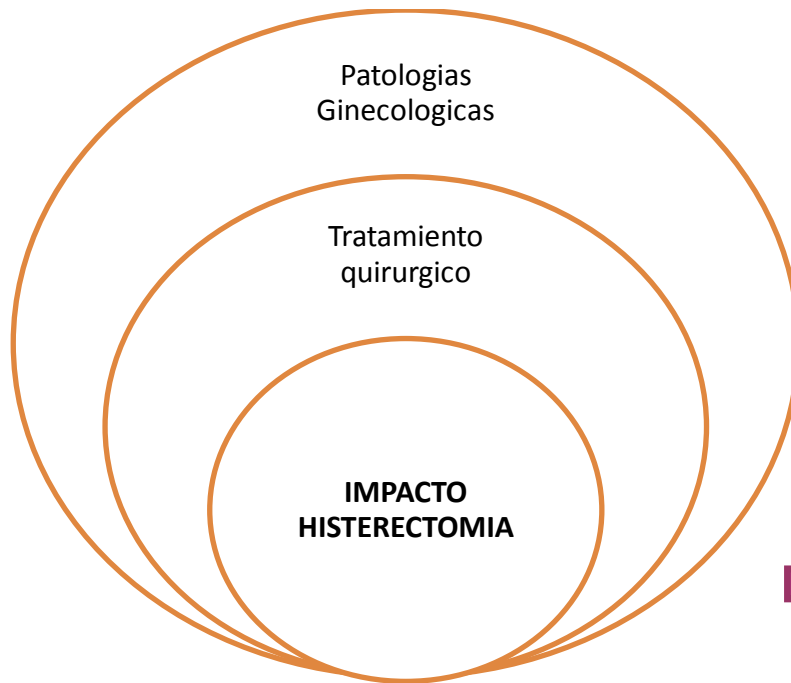 Patologias
Ginecologicas
Tratamiento
quirurgico
IMPACTO
HISTERECTOMIA